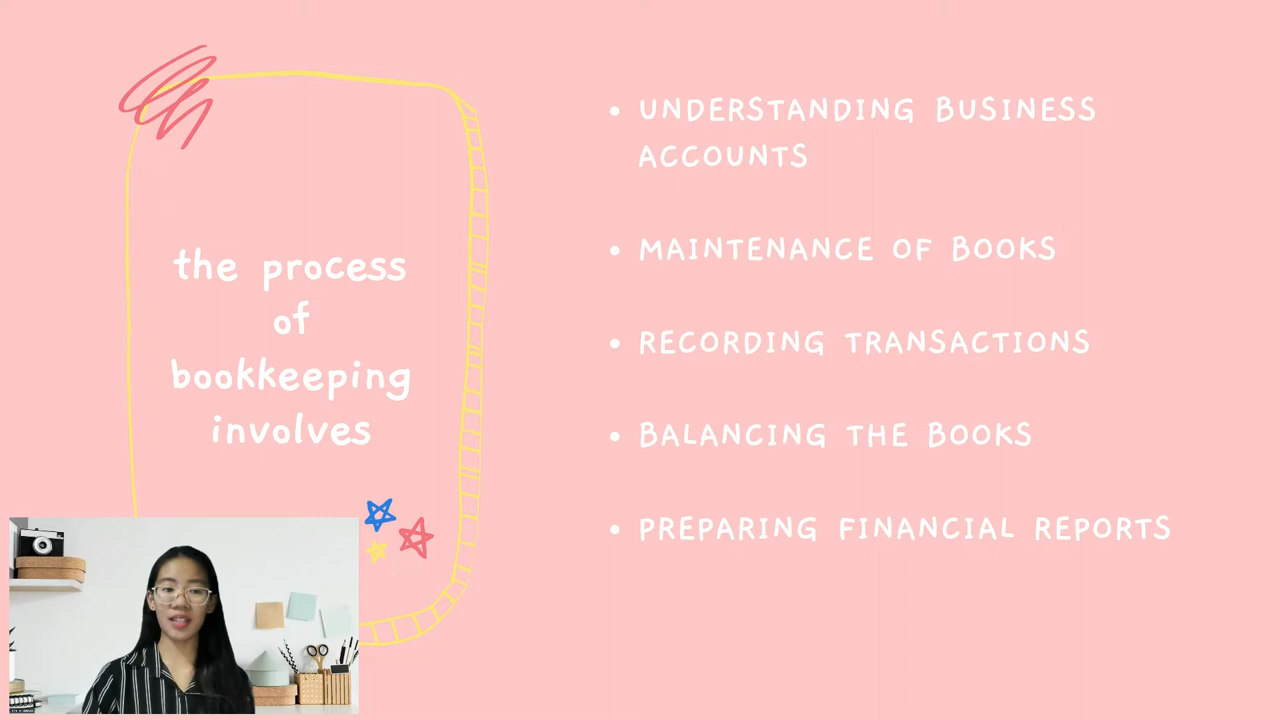 the process
of
bookkeeping
involves
• UNDERSTANDING BUSINESS
ACCOUNTS
• MAINTENANCE OF BOOKS
• RECORDING TRANSACTIONS
• BALANCING THE BOOKS
• PREPARING FINANCIAL REPORTS